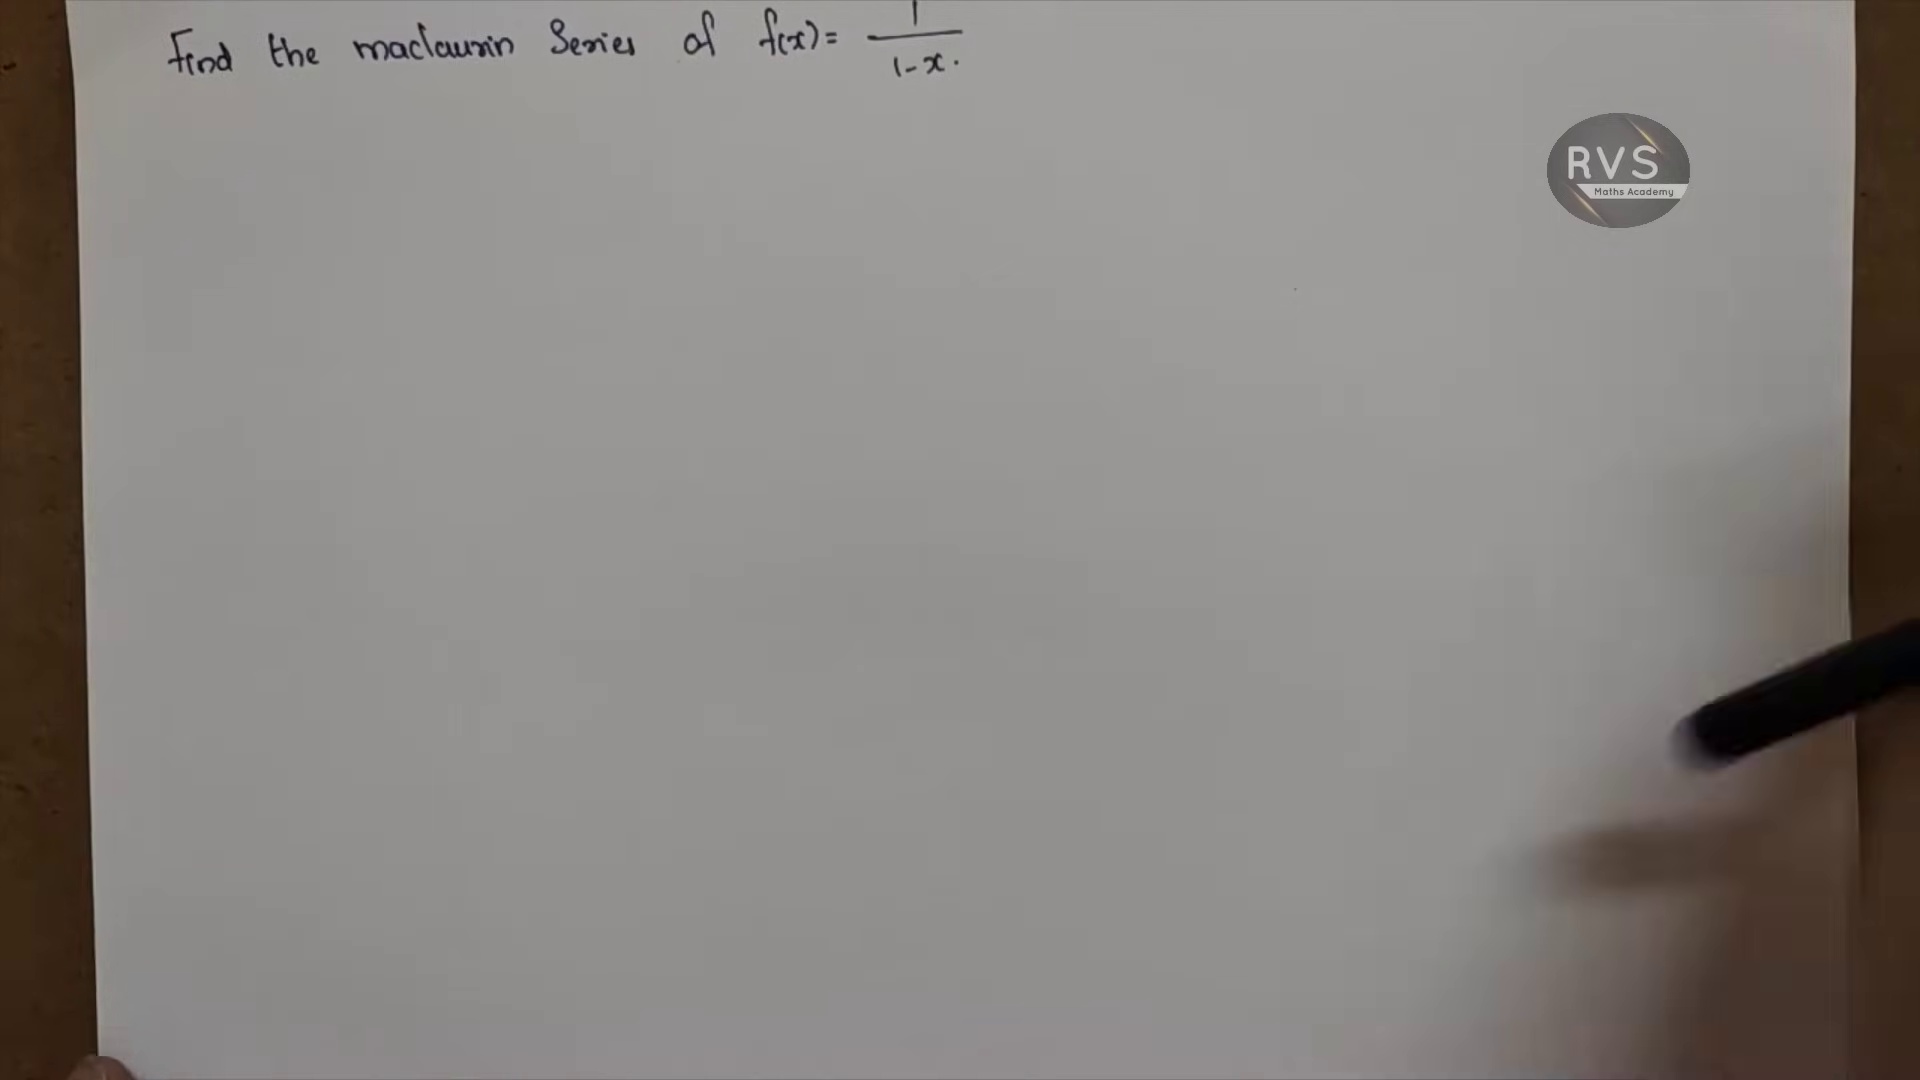 Find the maclaurin Series of f(x) = 1/1-x.
RVS
Maths Academy